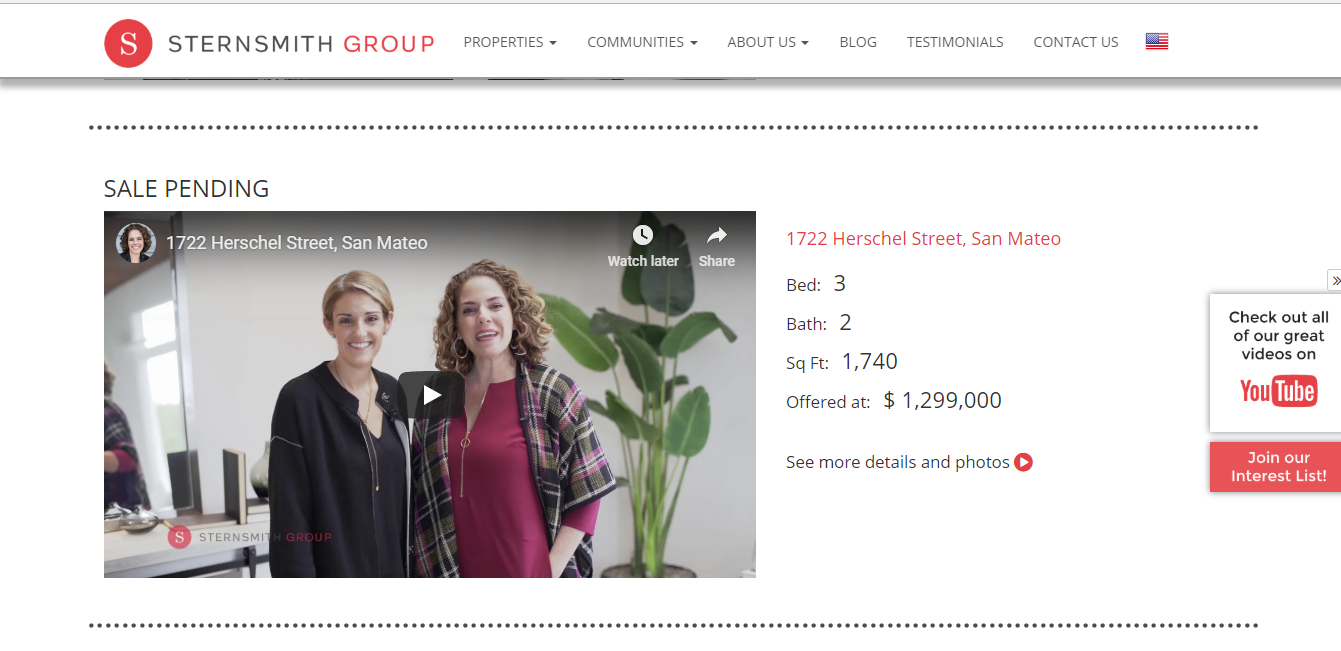 S STERNSMITH GROUP PROPERTIES COMMUNITIES ABOUT US BLOG TESTIMONIALS CONTACT US
SALE PENDING
1722 Herschel Street, San Mateo
Watch later Share
S STERNSMITH GROUP
1722 Herschel Street, San Mateo
Bed: 3
Bath: 2
Sq Ft: 1,740
Offered at: $ 1,299,000
See more details and photos
»
Check out all
of our great
videos on
YouTube
Join our
Interest List!